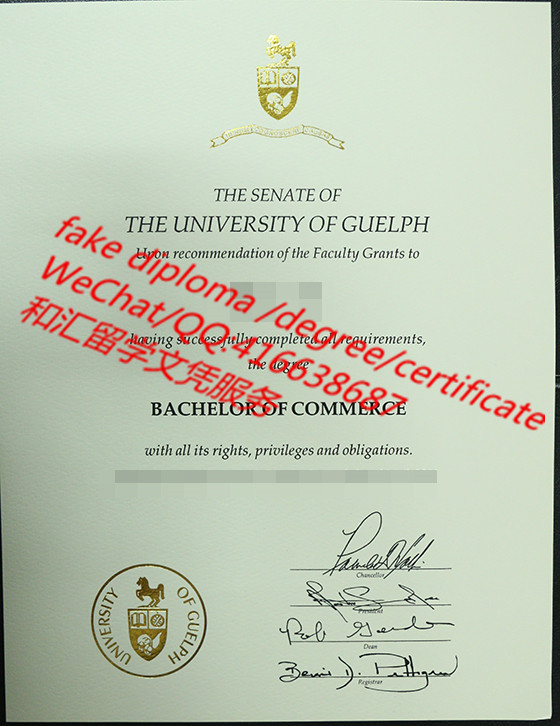 THE SENATE OF
THE UNIVERSITY OF GUELPH
Upon recommendation of the Faculty Grants to
having successfully completed all requirements,
the degree
BACHELOR OF COMMERCE
with all its rights, privileges and obligations.
fake diploma /degree/certificate
WeChat/QQ:416638687
和汇留学文凭服务
Chancellor
President
Dean
Registrar
UNIVERSITY OF GUELPH